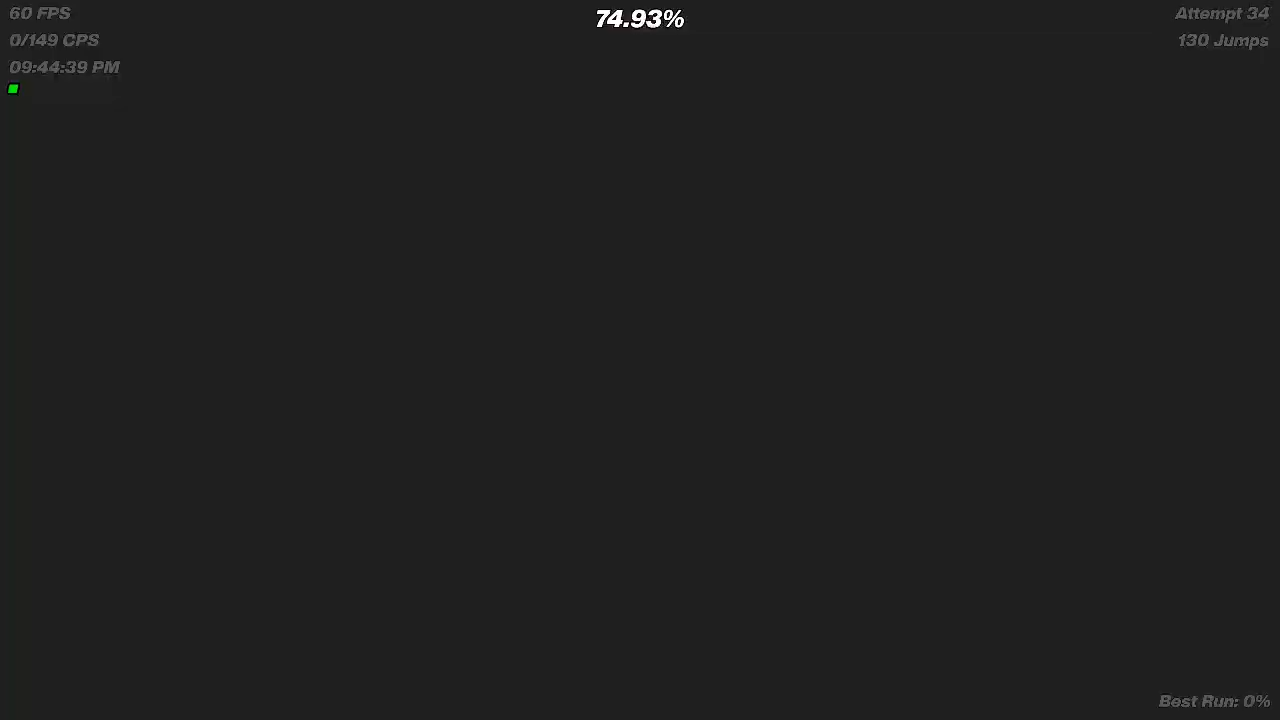 60 FPS
74.93%
Attempt 34
0/149 CPS
130 Jumps
09:44:39 PM
Best Run: 0%